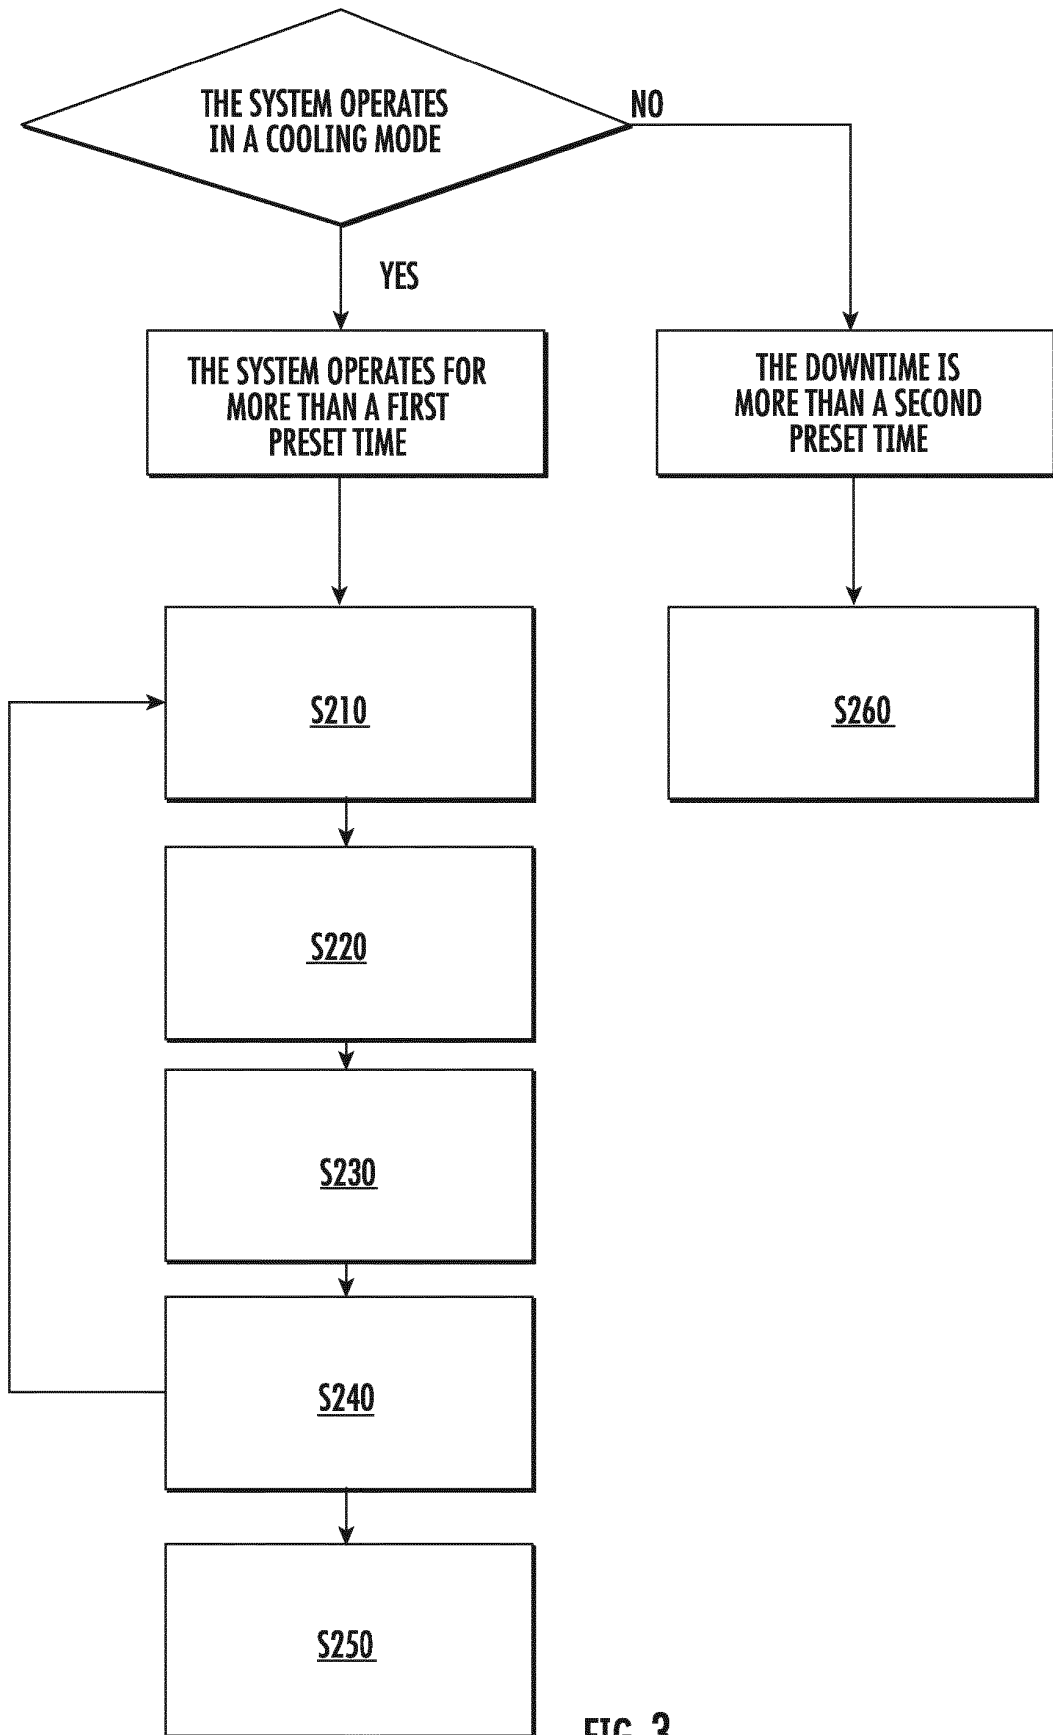 THE SYSTEM OPERATES
IN A COOLING MODE
NO
YES
THE SYSTEM OPERATES FOR
MORE THAN A FIRST
PRESET TIME
THE DOWNTIME IS
MORE THAN A SECOND
PRESET TIME
S210
S260
S220
S230
S240
S250
FIG. 3